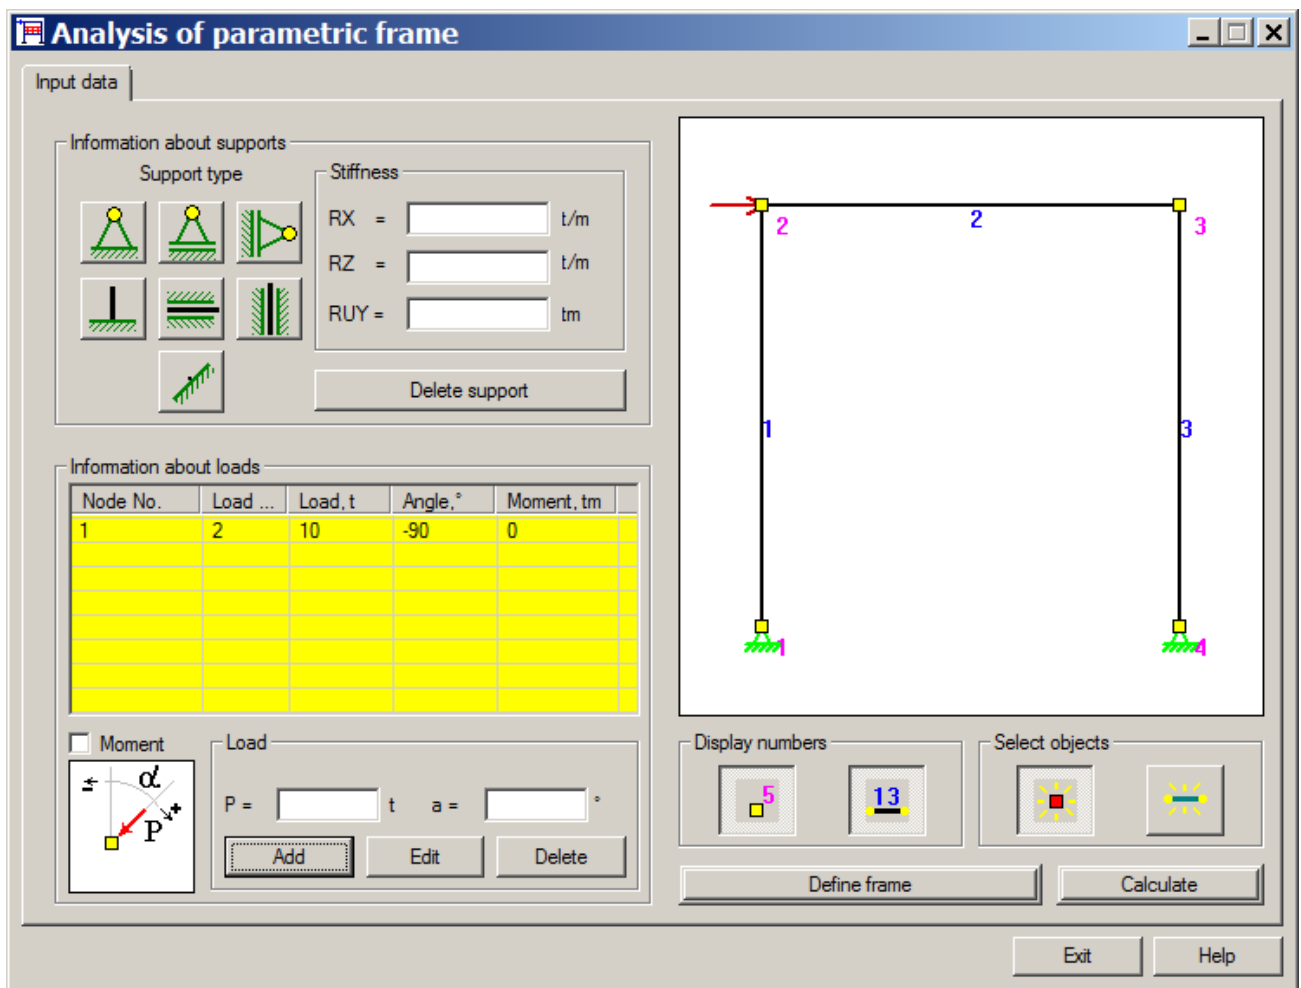 Analysis of parametric frame
Input data
Information about supports
Support type
Stiffness
RX = t/m
RZ = t/m
RUY = tm
Delete support
Information about loads
Node No. Load ... Load, t Angle,° Moment, tm
1 2 10 -90 0
Moment
± α + P
Load
P = t a = °
Add Edit Delete
2 2 3
1 3
1 4
Display numbers
5 13
Select objects
Define frame Calculate
Exit Help